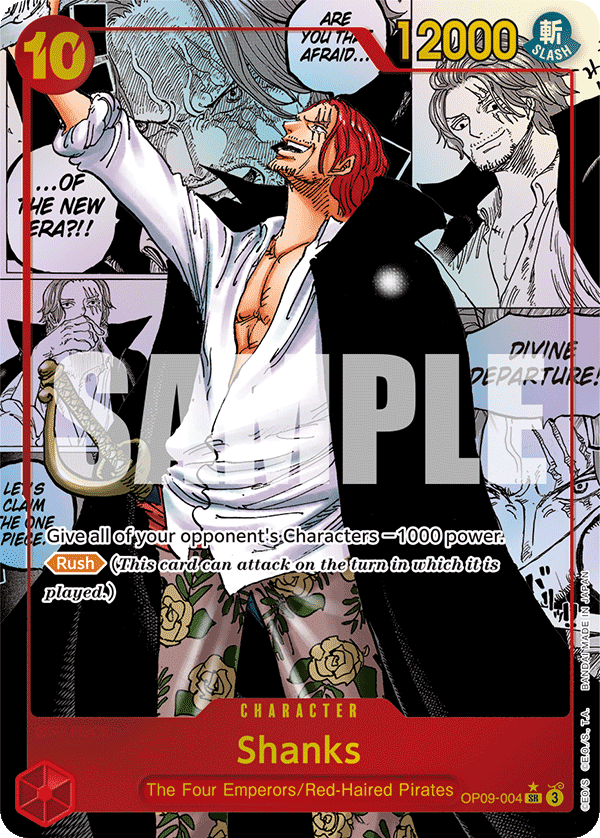 10
12000
斬
SLASH
ARE
YOU THAT
AFRAID...
...OF
THE NEW
ERA?!!
DIVINE
DEPARTURE!
SAMPLE
LET'S
CLAIM
THE ONE
PIECE
Give all of your opponent's Characters −1000 power.
Rush (This card can attack on the turn in which it is
played.)
CHARACTER
Shanks
The Four Emperors/Red-Haired Pirates
OP09-004 SR 3
©EO/S ©E.O./S., T.A. BANDAI MADE IN JAPAN